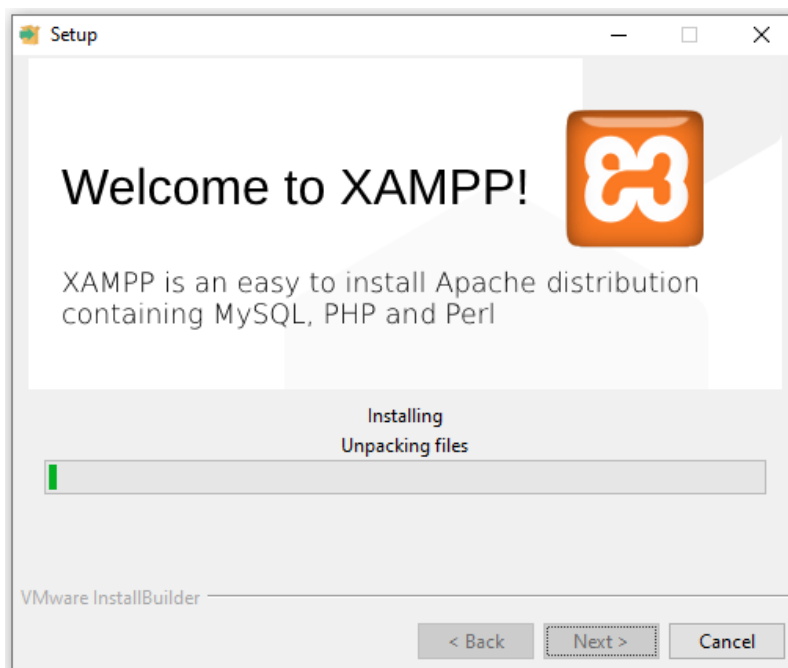 Setup
Welcome to XAMPP!
XAMPP is an easy to install Apache distribution
containing MySQL, PHP and Perl
Installing
Unpacking files
VMware InstallBuilder
< Back Next > Cancel